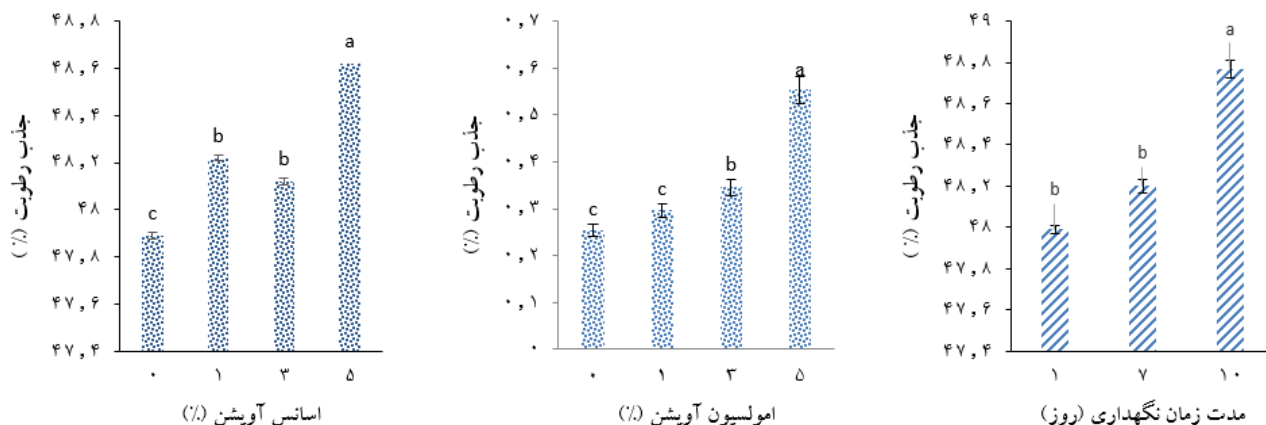 ۴۸,۸
۴۸,۶
۴۸,۴
۴۸,۲
۴۸
۴۷,۸
۴۷,۶
۴۷,۴
جذب رطوبت (٪)
c
b
b
a
۰
۱
۳
۵
اسانس آویشن (٪)
۰,۷
۰,۶
۰,۵
۰,۴
۰,۳
۰,۲
۰,۱
۰
جذب رطوبت (٪)
c
c
b
a
۰
۱
۳
۵
امولسیون آویشن (٪)
۴۹
۴۸,۸
۴۸,۶
۴۸,۴
۴۸,۲
۴۸
۴۷,۸
۴۷,۶
۴۷,۴
جذب رطوبت (٪)
b
b
a
۱
۷
۱۰
مدت زمان نگهداری (روز)